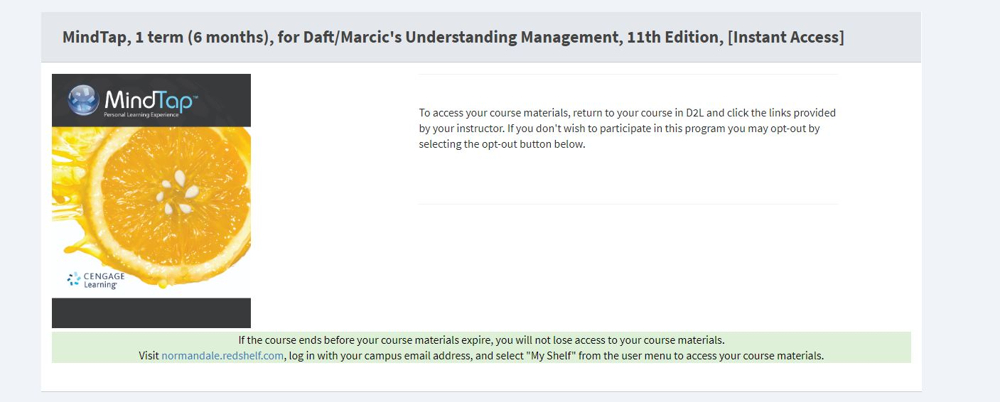 MindTap, 1 term (6 months), for Daft/Marcic's Understanding Management, 11th Edition, [Instant Access]
MindTap™
Personal Learning Experience
CENGAGE
Learning®
To access your course materials, return to your course in D2L and click the links provided
by your instructor. If you don't wish to participate in this program you may opt-out by
selecting the opt-out button below.
If the course ends before your course materials expire, you will not lose access to your course materials.
Visit normandale.redshelf.com, log in with your campus email address, and select "My Shelf" from the user menu to access your course materials.